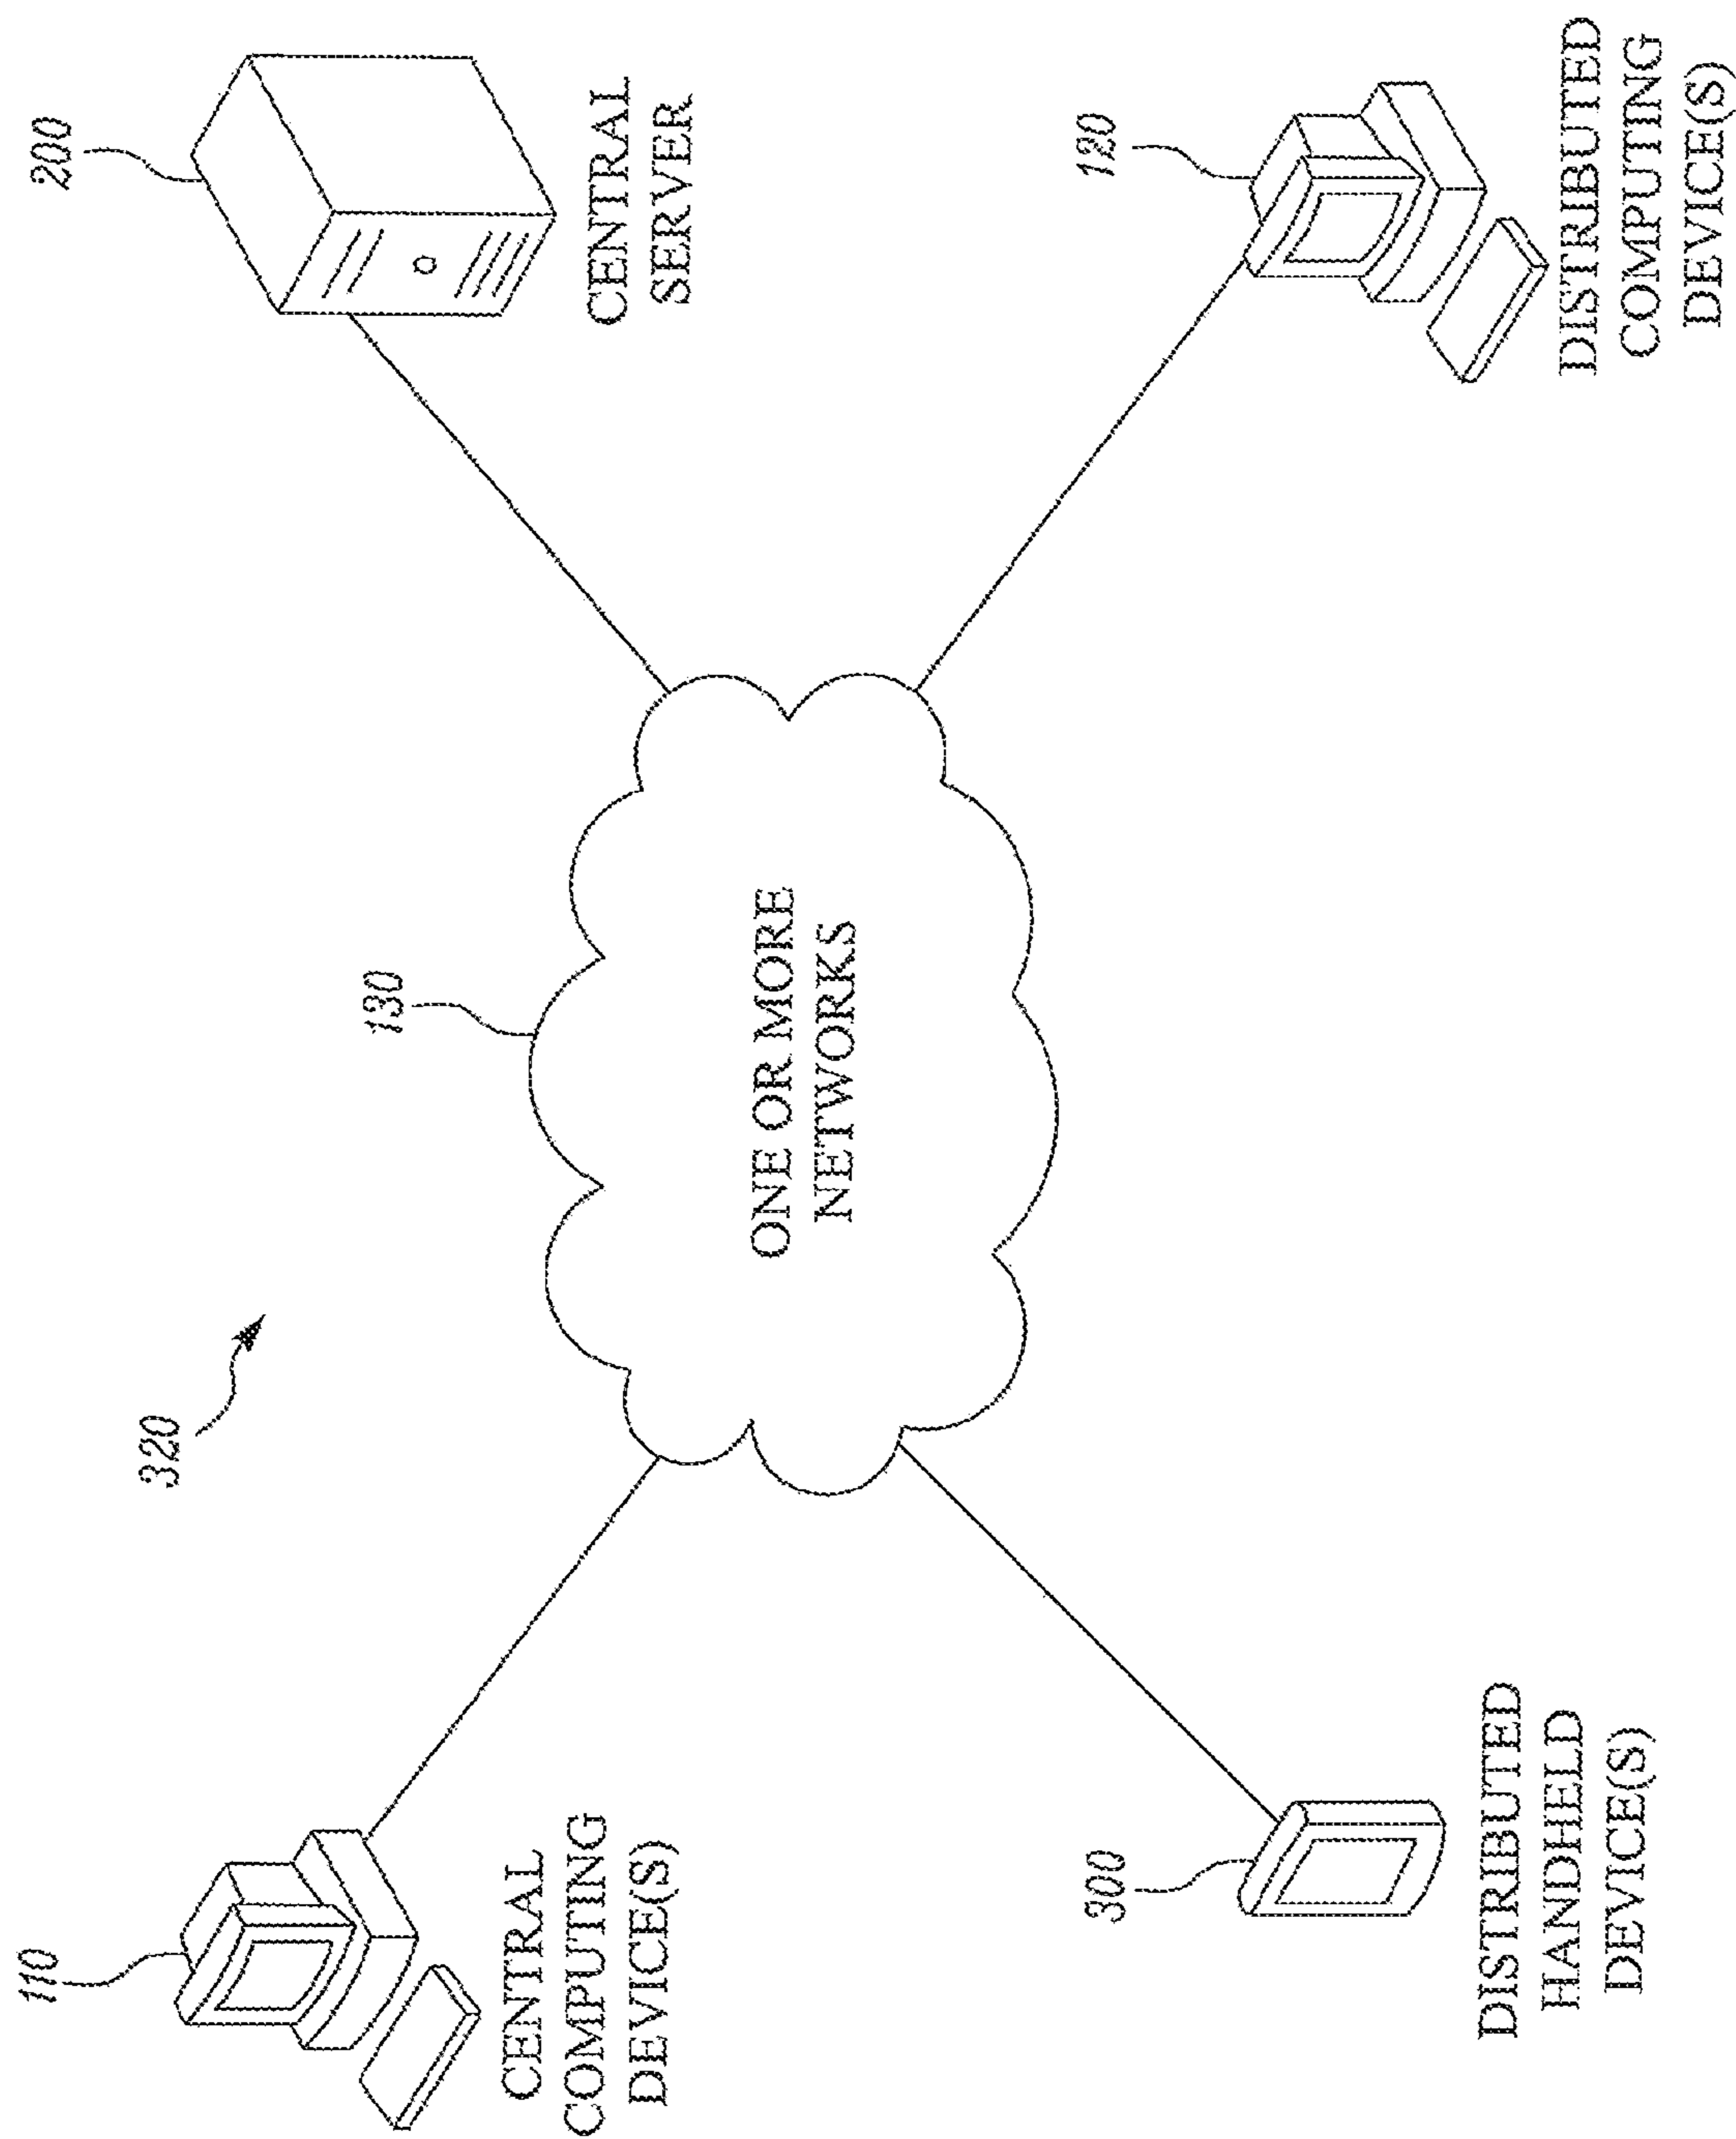 110
CENTRAL
COMPUTING
DEVICE(S)
320
130
ONE OR MORE
NETWORKS
200
CENTRAL
SERVER
300
DISTRIBUTED
HANDHELD
DEVICE(S)
120
DISTRIBUTED
COMPUTING
DEVICE(S)